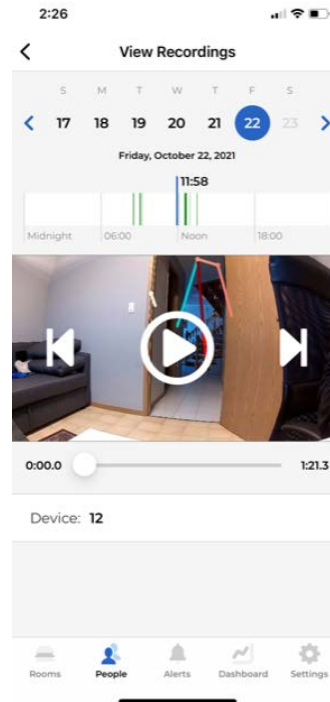 2:26
View Recordings
S M T W T F S
17 18 19 20 21 22 23
Friday, October 22, 2021
11:58
Midnight 06:00 Noon 18:00
0:00.0 1:21.3
Device: 12
Rooms People Alerts Dashboard Settings